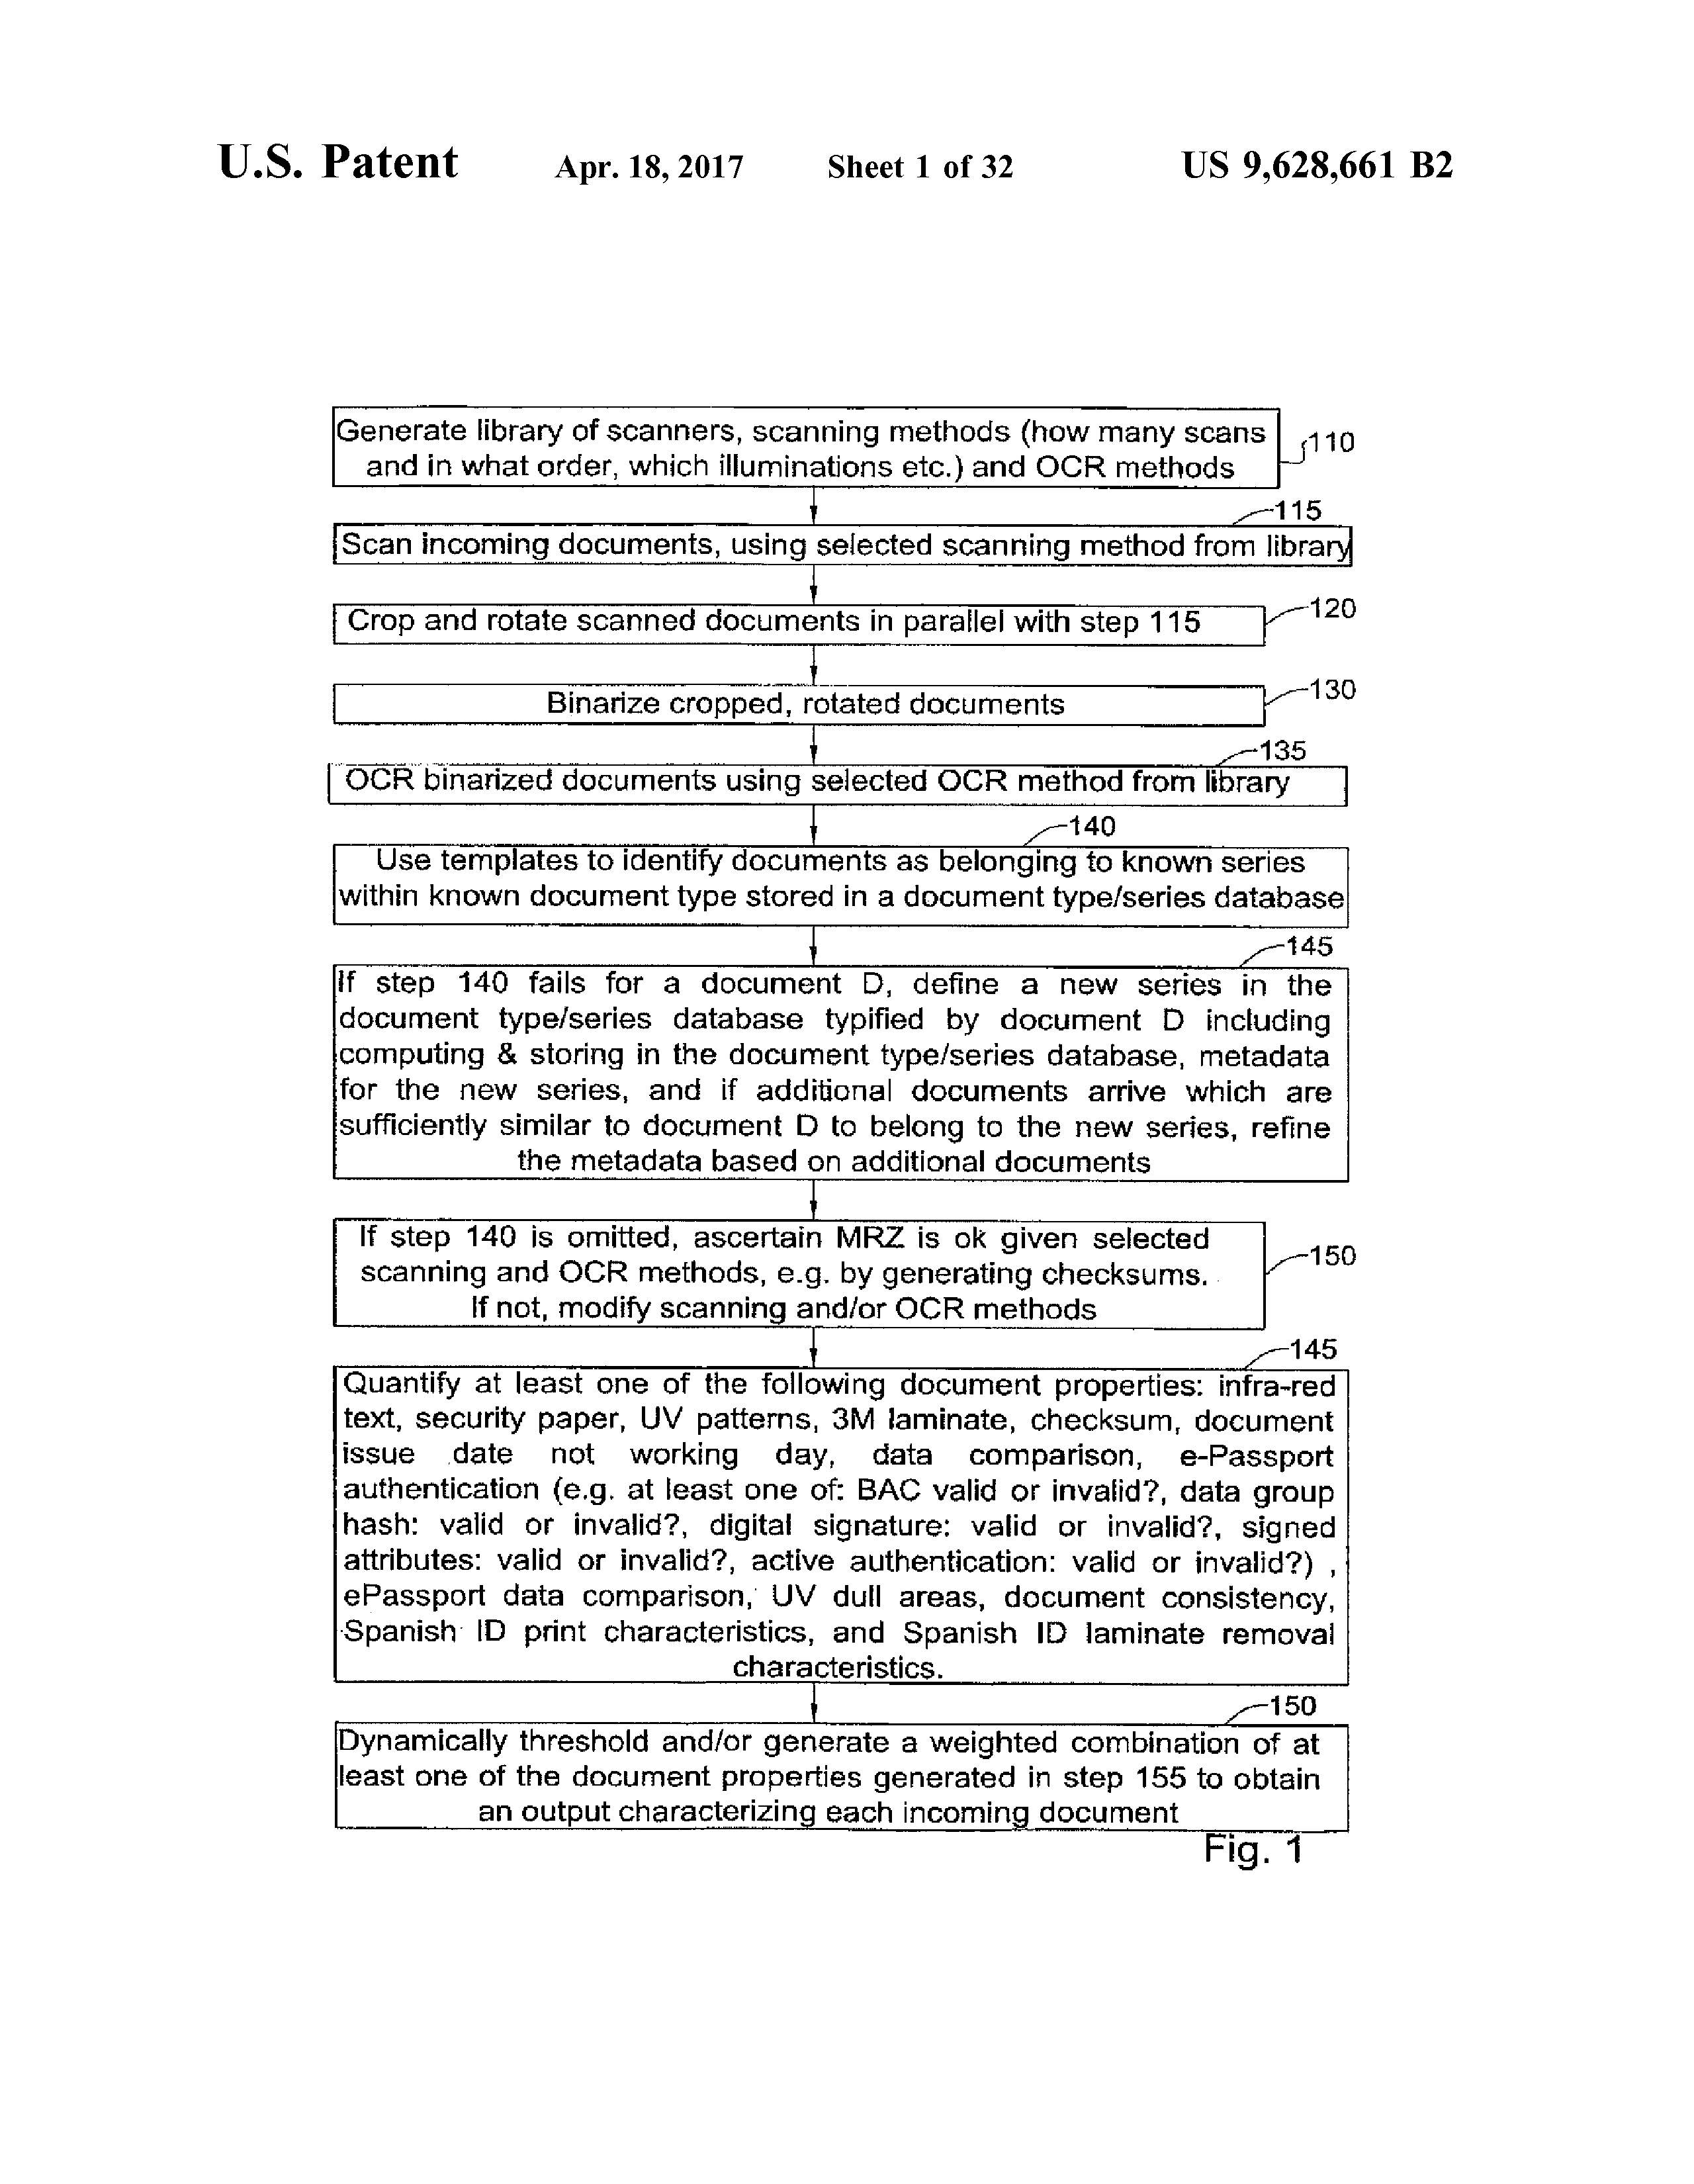 U.S. Patent Apr. 18, 2017 Sheet 1 of 32 US 9,628,661 B2
Generate library of scanners, scanning methods (how many scans
and in what order, which illuminations etc.) and OCR methods
110
115
Scan incoming documents, using selected scanning method from library
Crop and rotate scanned documents in parallel with step 115
120
Binarize cropped, rotated documents
130
135
OCR binarized documents using selected OCR method from library
140
Use templates to identify documents as belonging to known series
within known document type stored in a document type/series database
145
If step 140 fails for a document D, define a new series in the
document type/series database typified by document D including
computing & storing in the document type/series database, metadata
for the new series, and if additional documents arrive which are
sufficiently similar to document D to belong to the new series, refine
the metadata based on additional documents
If step 140 is omitted, ascertain MRZ is ok given selected
scanning and OCR methods, e.g. by generating checksums.
If not, modify scanning and/or OCR methods
150
145
Quantify at least one of the following document properties: infra-red
text, security paper, UV patterns, 3M laminate, checksum, document
issue date not working day, data comparison, e-Passport
authentication (e.g. at least one of: BAC valid or invalid?, data group
hash: valid or invalid?, digital signature: valid or invalid?, signed
attributes: valid or invalid?, active authentication: valid or invalid?) ,
ePassport data comparison, UV dull areas, document consistency,
Spanish ID print characteristics, and Spanish ID laminate removal
characteristics.
150
Dynamically threshold and/or generate a weighted combination of at
least one of the document properties generated in step 155 to obtain
an output characterizing each incoming document
Fig. 1